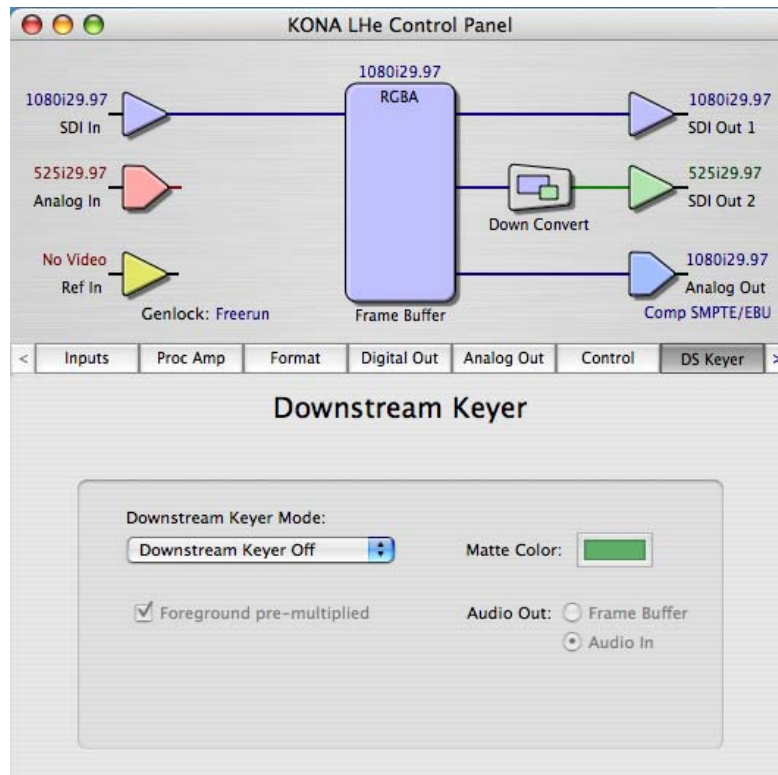 KONA LHe Control Panel
1080i29.97
RGBA
1080i29.97
SDI In
1080i29.97
SDI Out 1
525i29.97
Analog In
Down Convert
525i29.97
SDI Out 2
No Video
Ref In
Genlock: Freerun
Frame Buffer
1080i29.97
Analog Out
Comp SMPTE/EBU
< Inputs Proc Amp Format Digital Out Analog Out Control DS Keyer >
Downstream Keyer
Downstream Keyer Mode:
Downstream Keyer Off
Matte Color:
Foreground pre-multiplied
Audio Out: Frame Buffer
Audio In